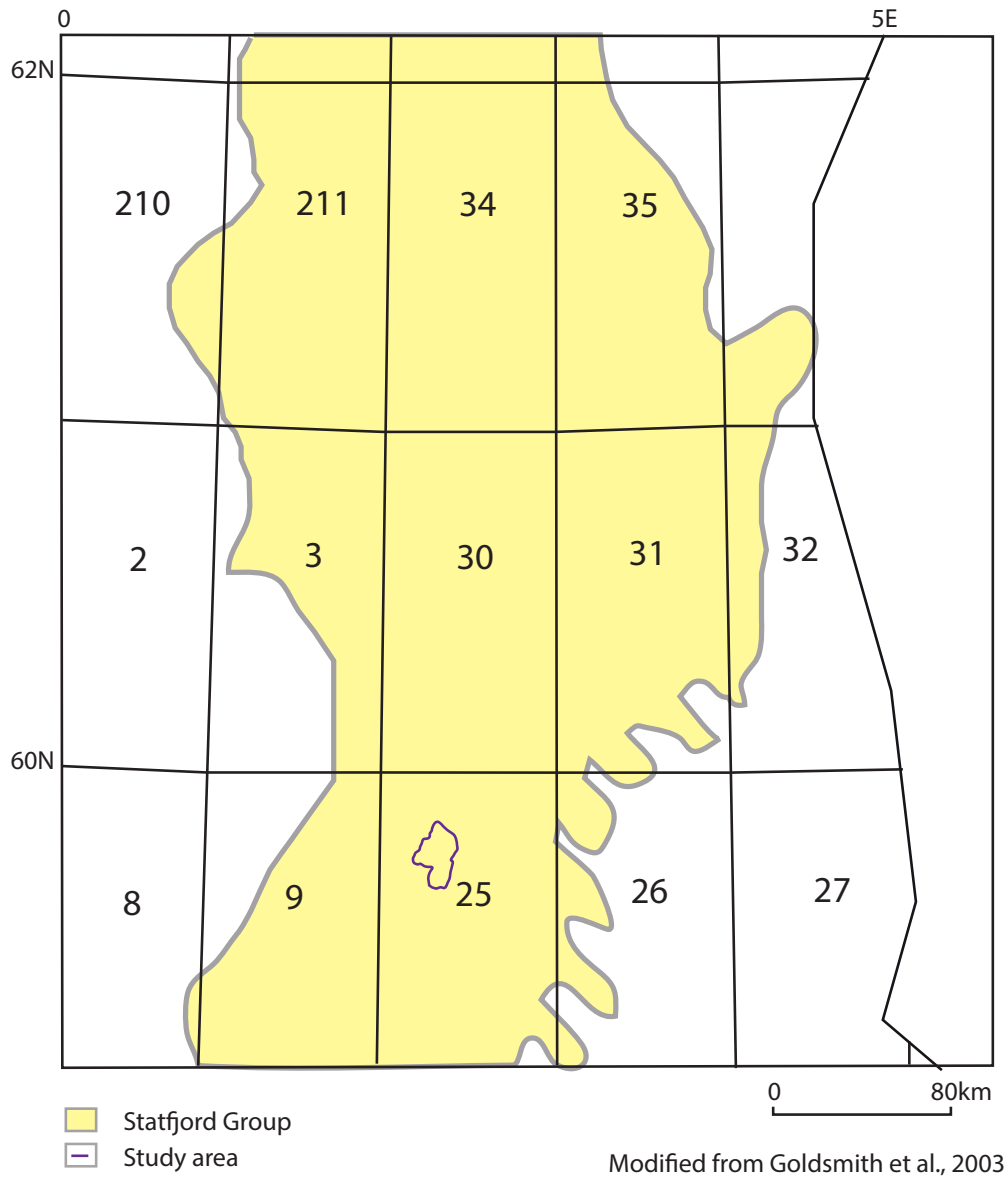 0 5E
62N
210 211 34 35
2 3 30 31 32
60N
8 9 25 26 27
0 80km
Statfjord Group
Study area
Modified from Goldsmith et al., 2003